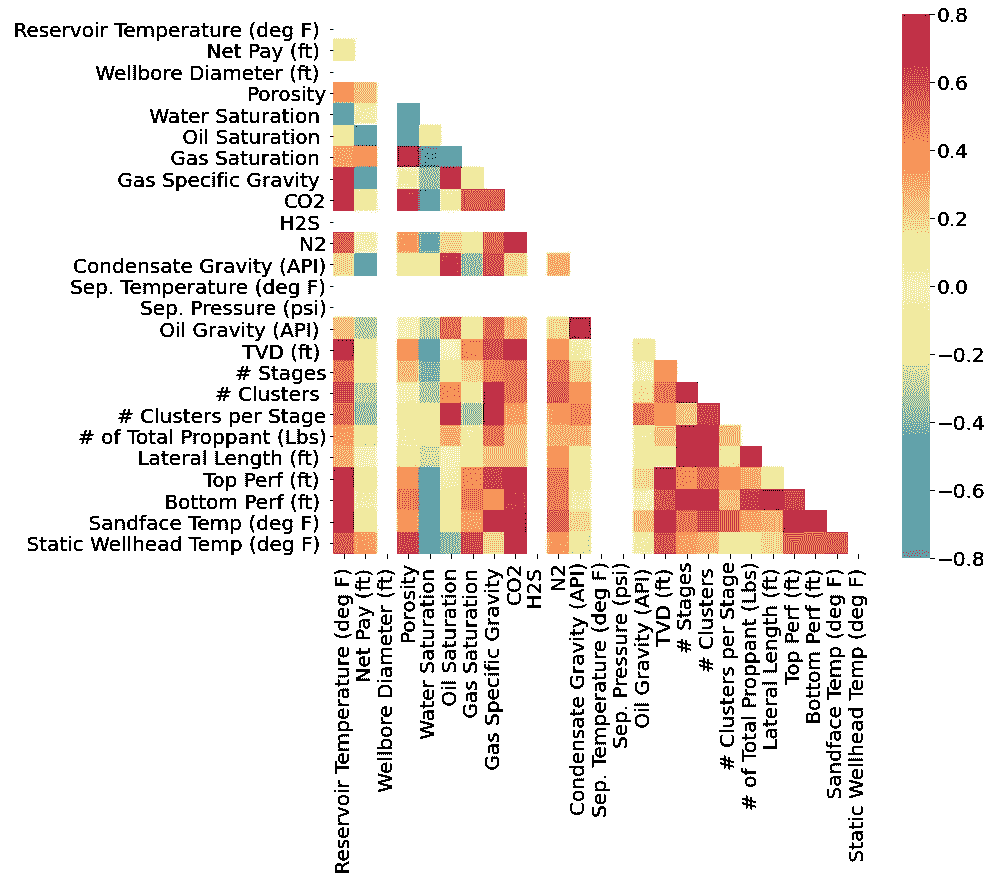 Reservoir Temperature (deg F)
Net Pay (ft)
Wellbore Diameter (ft)
Porosity
Water Saturation
Oil Saturation
Gas Saturation
Gas Specific Gravity
CO2
H2S
N2
Condensate Gravity (API)
Sep. Temperature (deg F)
Sep. Pressure (psi)
Oil Gravity (API)
TVD (ft)
# Stages
# Clusters
# Clusters per Stage
# of Total Proppant (Lbs)
Lateral Length (ft)
Top Perf (ft)
Bottom Perf (ft)
Sandface Temp (deg F)
Static Wellhead Temp (deg F)
Reservoir Temperature (deg F)
Net Pay (ft)
Wellbore Diameter (ft)
Porosity
Water Saturation
Oil Saturation
Gas Saturation
Gas Specific Gravity
CO2
H2S
N2
Condensate Gravity (API)
Sep. Temperature (deg F)
Sep. Pressure (psi)
Oil Gravity (API)
TVD (ft)
# Stages
# Clusters
# Clusters per Stage
# of Total Proppant (Lbs)
Lateral Length (ft)
Top Perf (ft)
Bottom Perf (ft)
Sandface Temp (deg F)
Static Wellhead Temp (deg F)
0.8
0.6
0.4
0.2
0.0
−0.2
−0.4
−0.6
−0.8